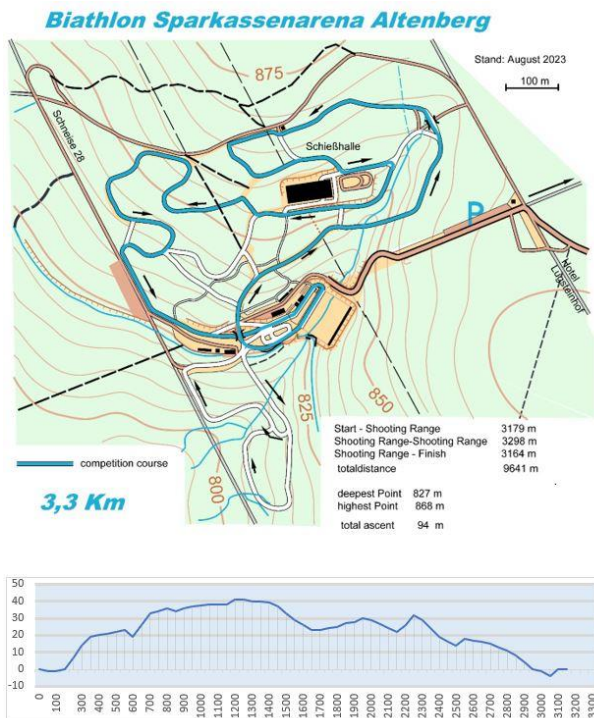 Biathlon Sparkassenarena Altenberg
Stand: August 2023
100 m
875
Schneise 28
Schießhalle
P
Hotel
Lugsteinhof
850
825
800
Start - Shooting Range 3179 m
Shooting Range-Shooting Range 3298 m
Shooting Range - Finish 3164 m
totaldistance 9641 m
competition course
deepest Point 827 m
highest Point 868 m
total ascent 94 m
3,3 Km
50
40
30
20
10
0
-10
0 100 300 400 500 600 700 800 900 1000 1100 1200 1300 1400 1500 1600 1700 1800 1900 2000 2100 2200 2300 2400 2500 2600 2700 2800 2900 3000 3100 3200 3300